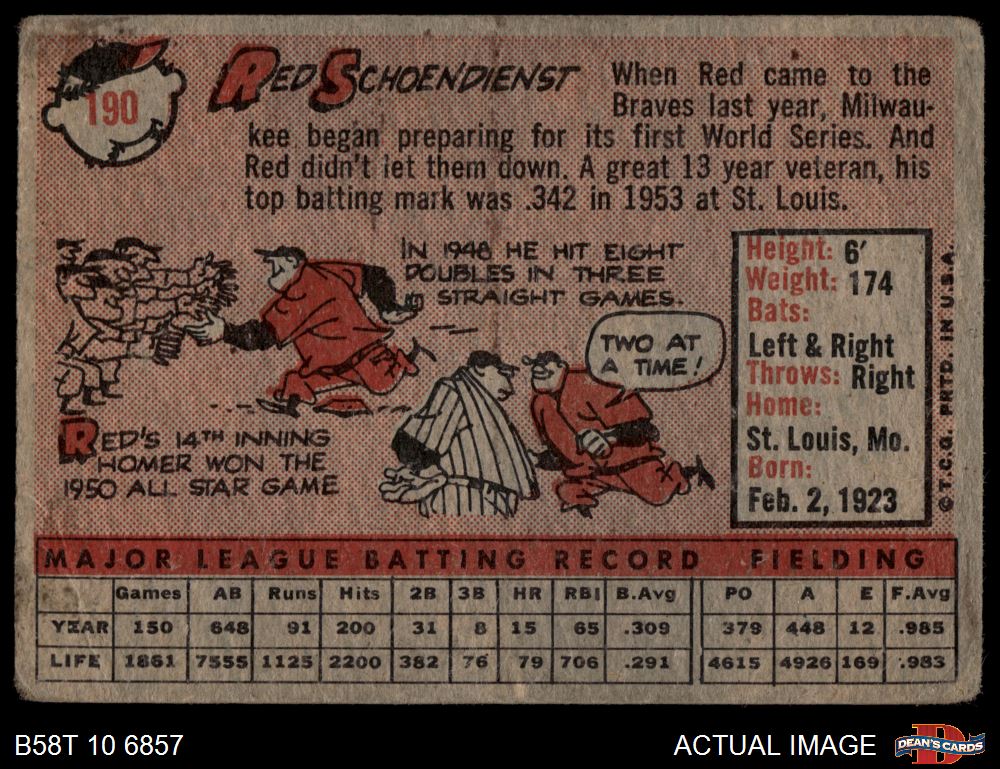 190
RED SCHOENDIENST
When Red came to the
Braves last year, Milwau-
kee began preparing for its first World Series. And
Red didn't let them down. A great 13 year veteran, his
top batting mark was .342 in 1953 at St. Louis.
IN 1948 HE HIT EIGHT
DOUBLES IN THREE
STRAIGHT GAMES.
TWO AT
A TIME!
RED'S 14TH INNING
HOMER WON THE
1950 ALL STAR GAME
Height: 6'
Weight: 174
Bats:
Left & Right
Throws: Right
Home:
St. Louis, Mo.
Born:
Feb. 2, 1923
© T.C.G. PRTD. IN U.S.A.
MAJOR LEAGUE BATTING RECORD FIELDING
Games AB Runs Hits 2B 3B HR RBI B.Avg PO A E F.Avg
YEAR 150 648 91 200 31 8 15 65 .309 379 448 12 .985
LIFE 1861 7555 1125 2200 382 76 79 706 .291 4615 4926 169 .983
B58T 10 6857
ACTUAL IMAGE
DEAN'S CARDS